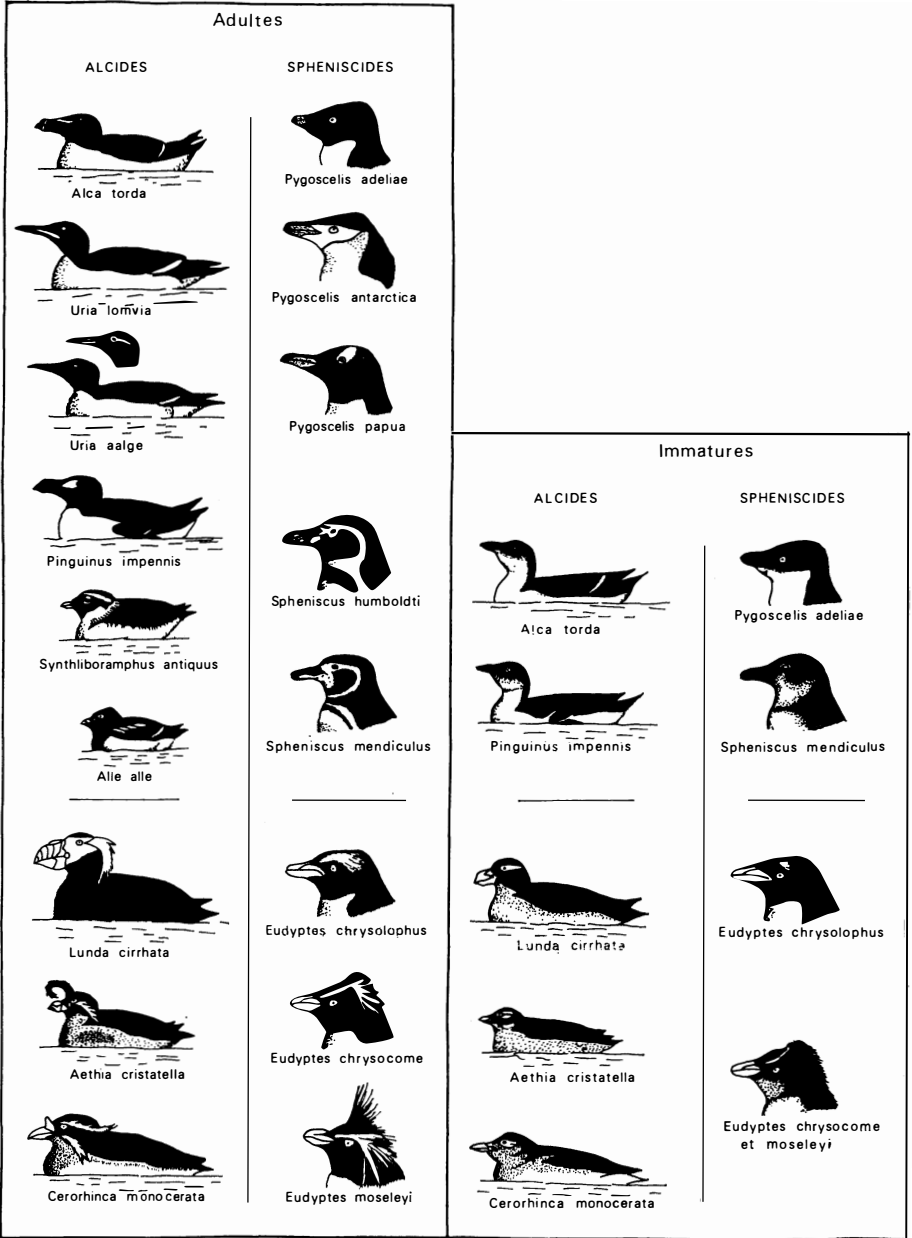 Adultes
ALCIDES
SPHENISCIDES
Alca torda
Pygoscelis adeliae
Uria lomvia
Pygoscelis antarctica
Uria aalge
Pygoscelis papua
Pinguinus impennis
Spheniscus humboldti
Synthliboramphus antiquus
Spheniscus mendiculus
Alle alle
Lunda cirrhata
Eudyptes chrysolophus
Aethia cristatella
Eudyptes chrysocome
Cerorhinca monocerata
Eudyptes moseleyi
Immatures
ALCIDES
SPHENISCIDES
Alca torda
Pygoscelis adeliae
Pinguinus impennis
Spheniscus mendiculus
Lunda cirrhata
Eudyptes chrysolophus
Aethia cristatella
Eudyptes chrysocome
et moseleyi
Cerorhinca monocerata